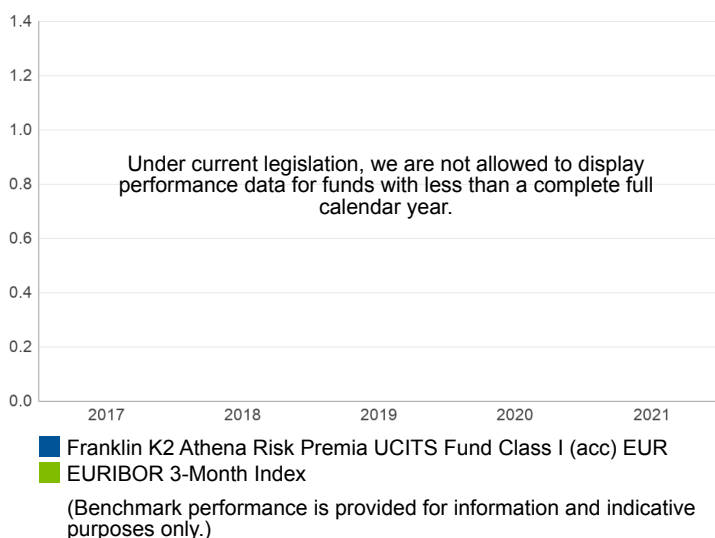 1.4
1.2
1.0
Under current legislation, we are not allowed to display
performance data for funds with less than a complete full
calendar year.
0.8
0.6
0.4
0.2
0.0
2017 2018 2019 2020 2021
Franklin K2 Athena Risk Premia UCITS Fund Class I (acc) EUR
EURIBOR 3-Month Index
(Benchmark performance is provided for information and indicative
purposes only.)